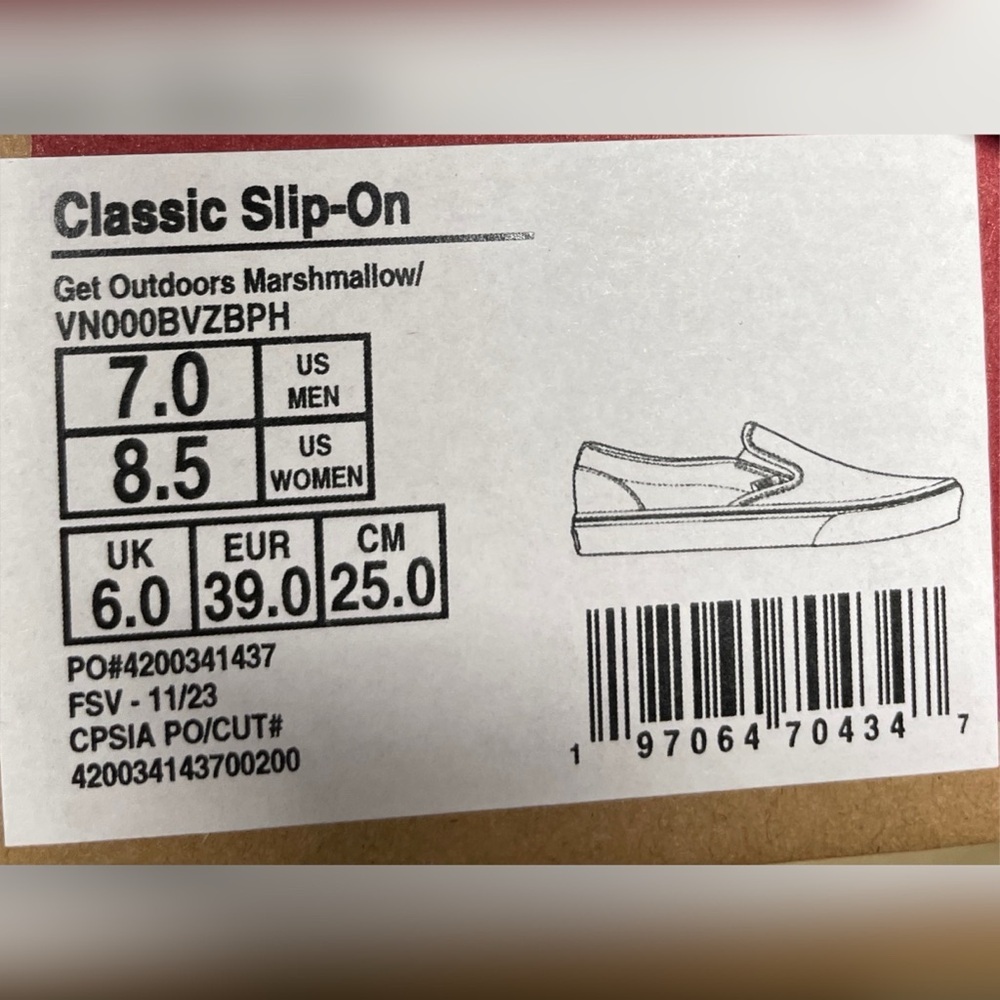 Classic Slip-On
Get Outdoors Marshmallow/
VN000BVZBPH
7.0 US MEN
8.5 US WOMEN
UK EUR CM
6.0 39.0 25.0
PO#4200341437
FSV - 11/23
CPSIA PO/CUT#
420034143700200
1 97064 70434 7